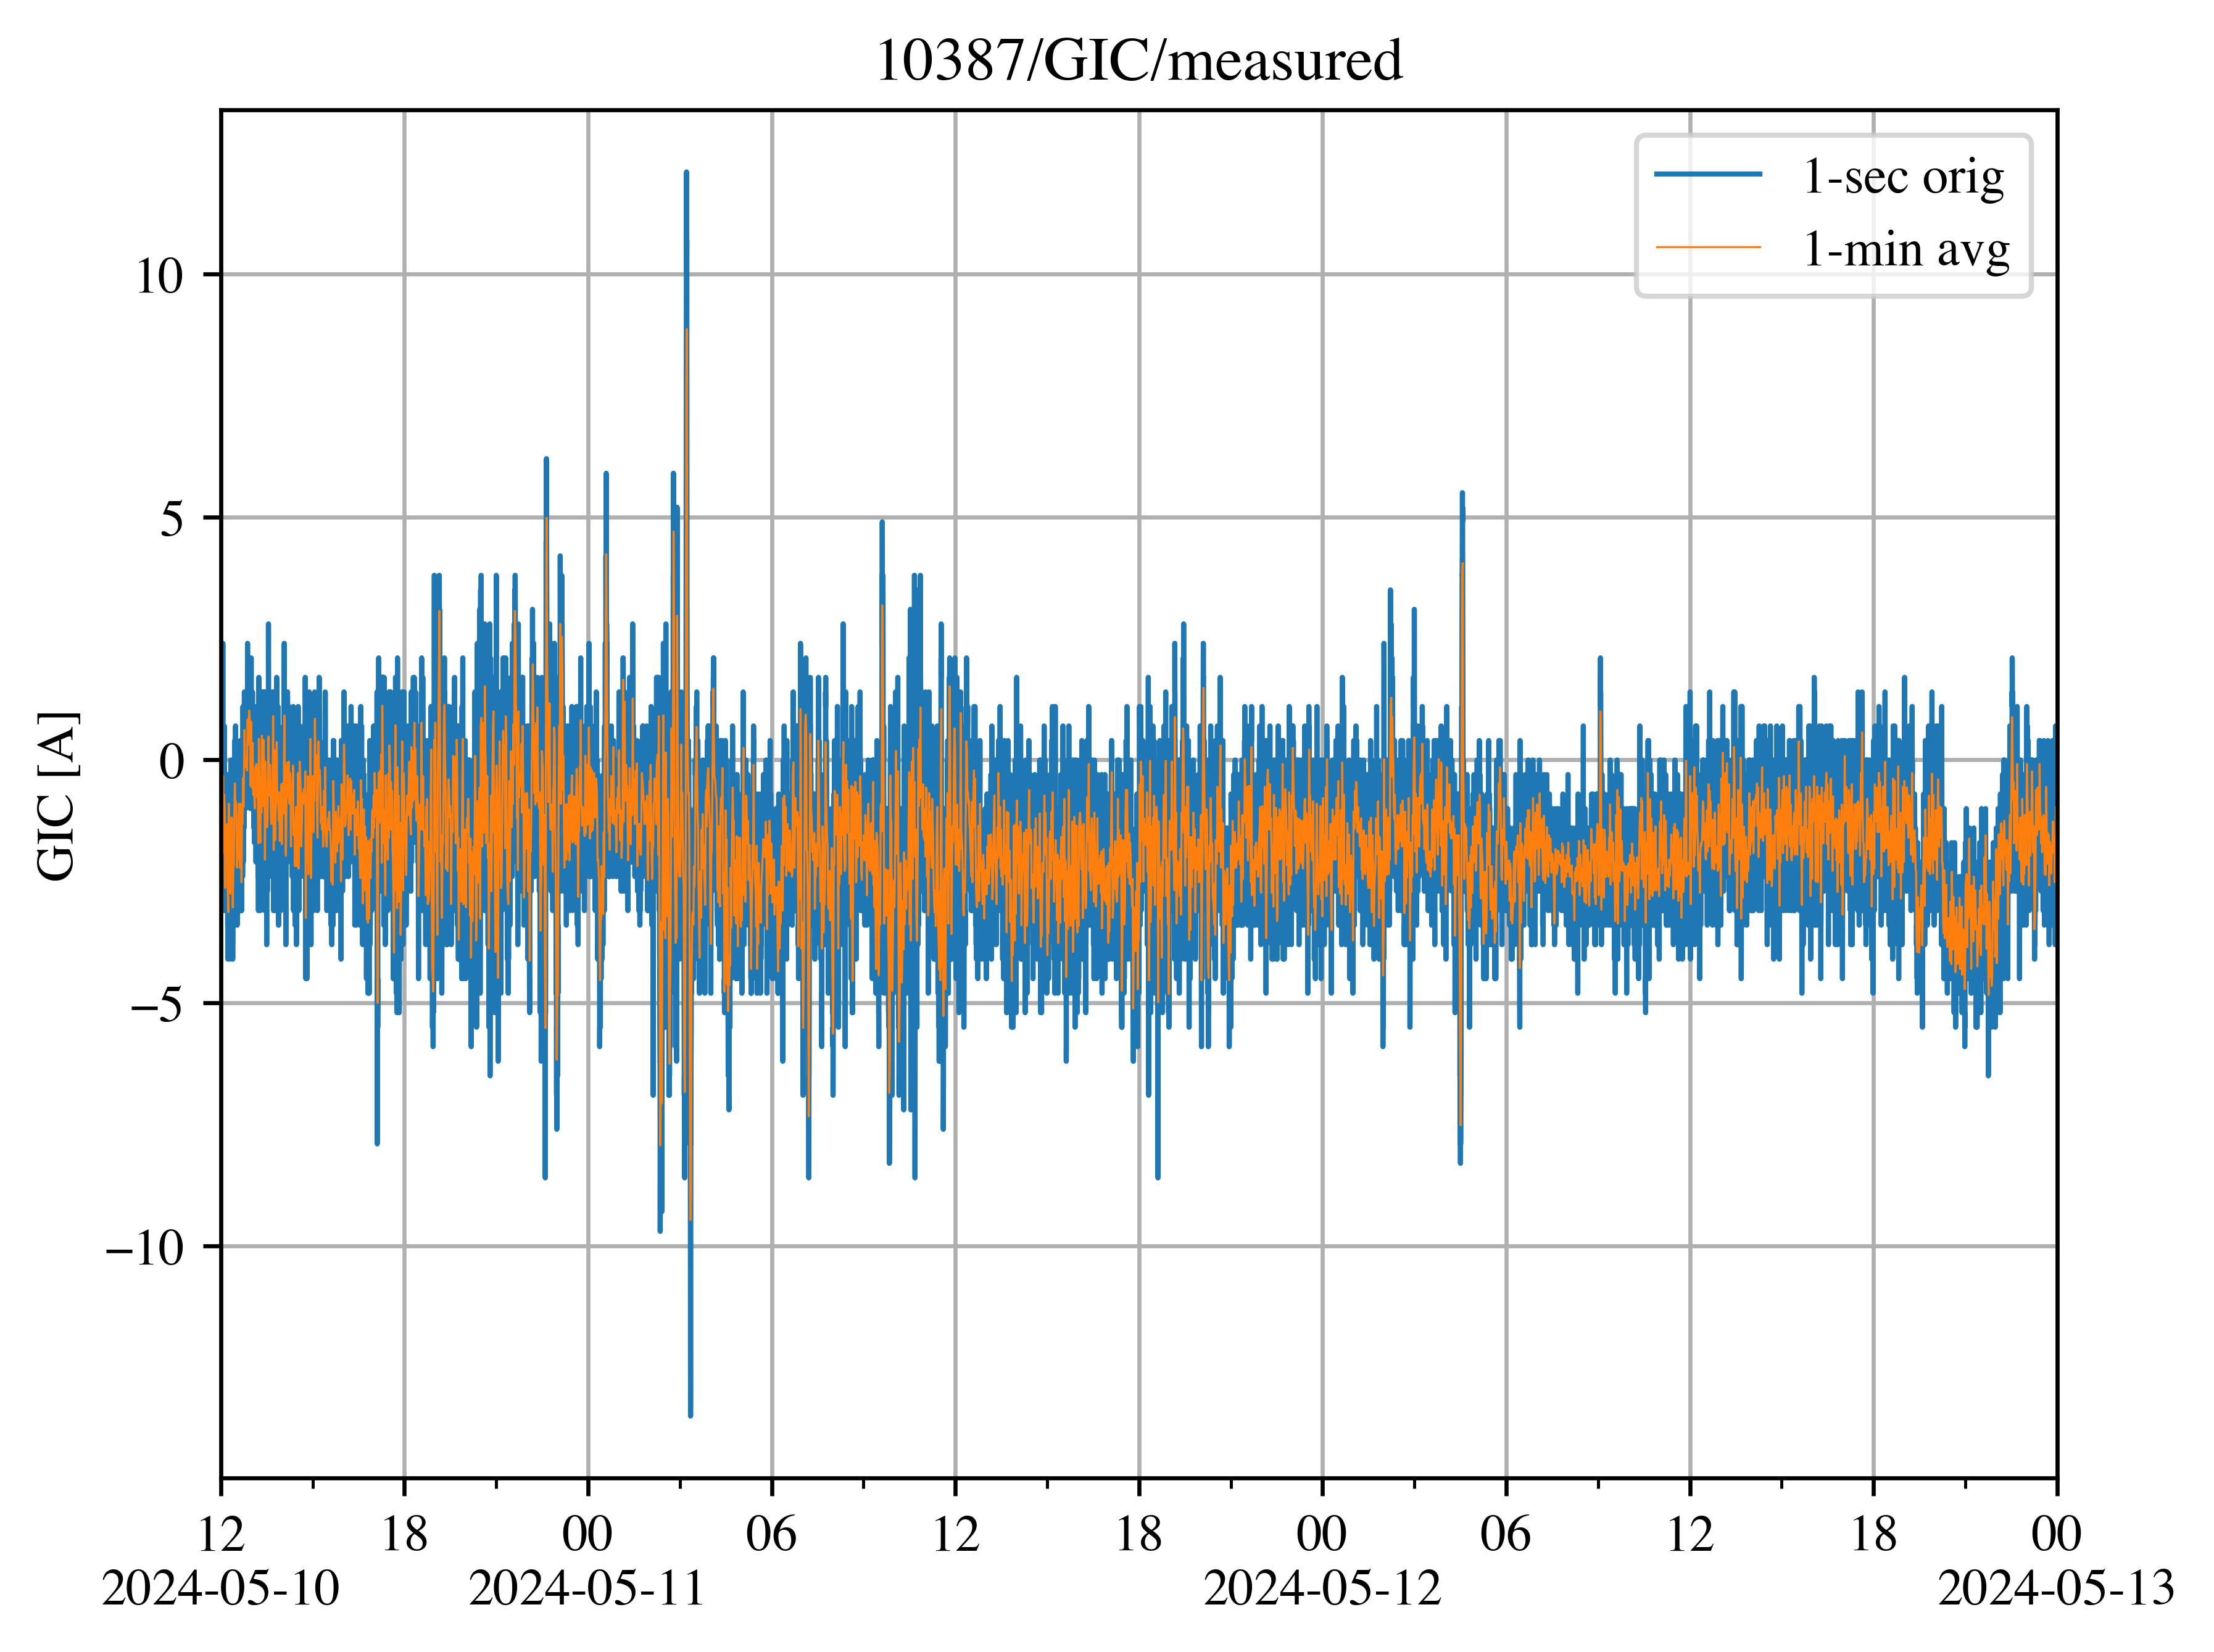 10387/GIC/measured
1-sec orig
1-min avg
10
5
0
−5
−10
GIC [A]
12 18 00 06 12 18 00 06 12 18 00
2024-05-10 2024-05-11 2024-05-12 2024-05-13